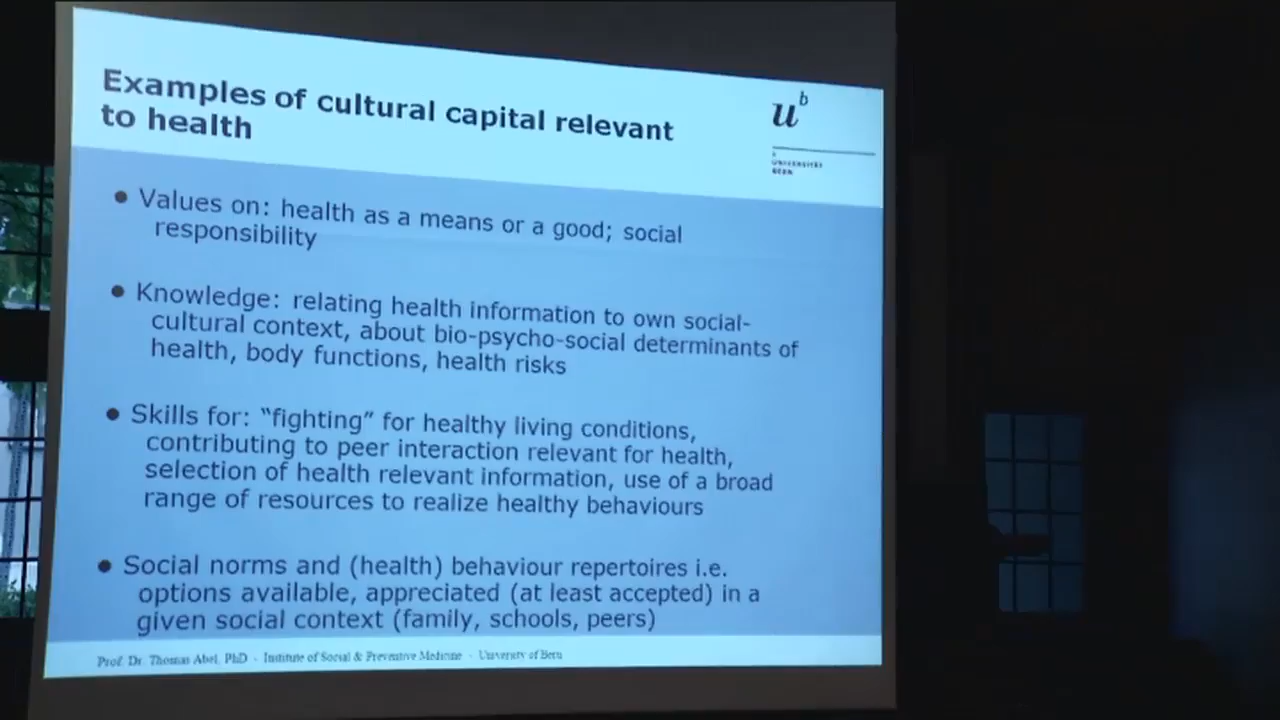 Examples of cultural capital relevant
to health
u
b
UNIVERSITÄT
BERN
• Values on: health as a means or a good; social
responsibility
• Knowledge: relating health information to own social-
cultural context, about bio-psycho-social determinants of
health, body functions, health risks
• Skills for: “fighting” for healthy living conditions,
contributing to peer interaction relevant for health,
selection of health relevant information, use of a broad
range of resources to realize healthy behaviours
• Social norms and (health) behaviour repertoires i.e.
options available, appreciated (at least accepted) in a
given social context (family, schools, peers)
Prof. Dr. Thomas Abel, PhD - Institute of Social & Preventive Medicine - University of Bern